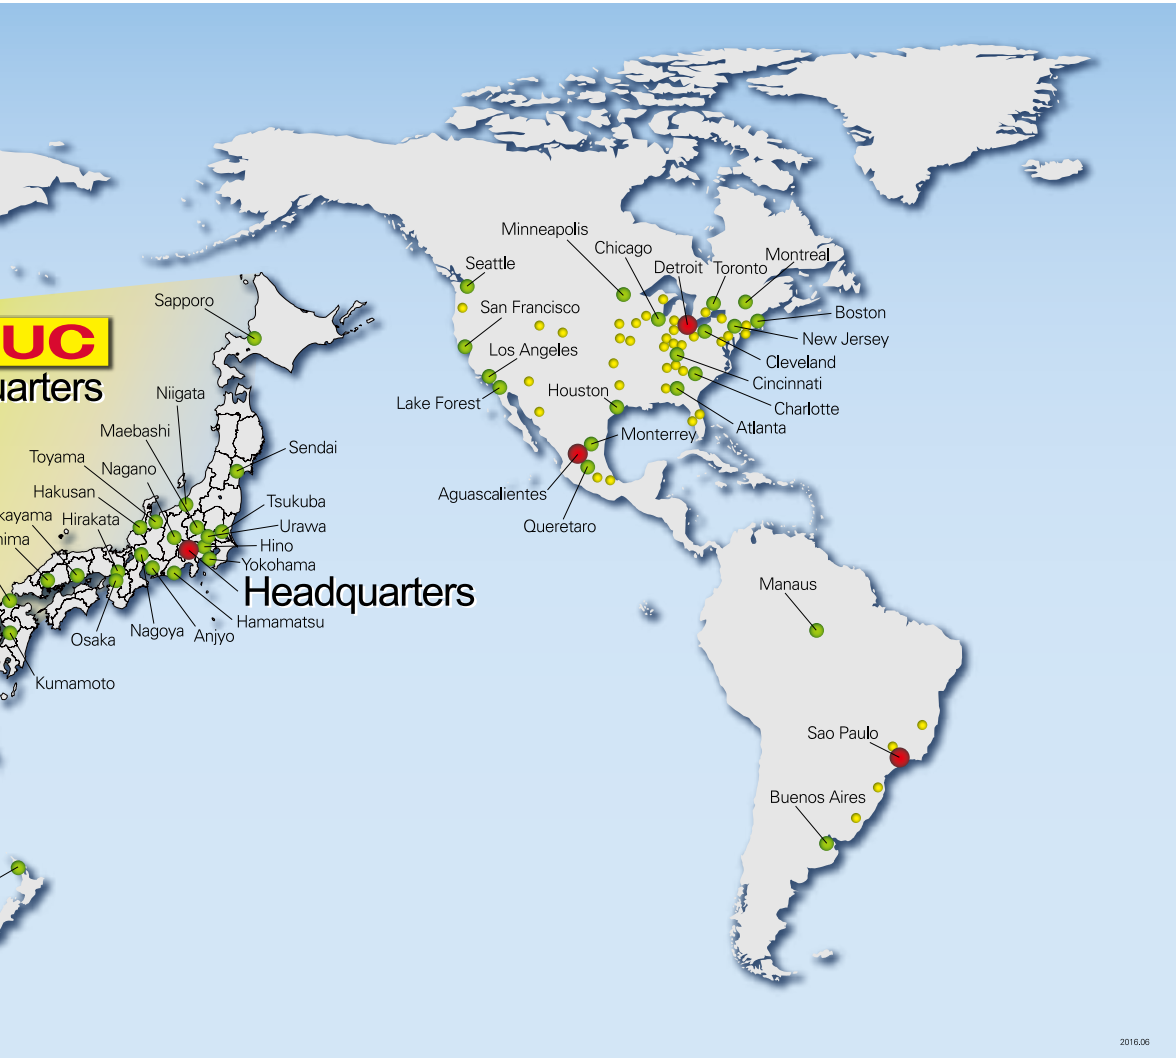 Minneapolis
Chicago
Montreal
Seattle
Detroit
Toronto
Sapporo
San Francisco
Boston
UC
New Jersey
Los Angeles
Cleveland
uarters
Cincinnati
Niigata
Lake Forest
Houston
Charlotte
Atlanta
Maebashi
Monterrey
Sendai
Toyama
Nagano
Hakusan
Aguascalientes
Tsukuba
kayama
Hirakata
Urawa
Queretaro
ima
Hino
Yokohama
Manaus
Headquarters
Hamamatsu
Osaka
Nagoya
Anjyo
Kumamoto
Sao Paulo
Buenos Aires
2016.06